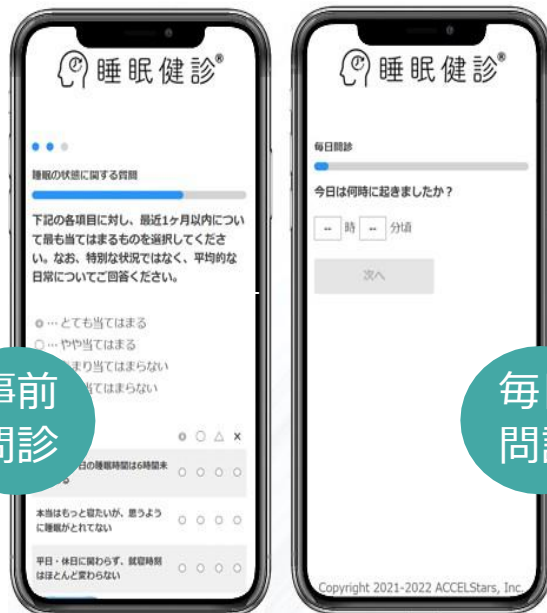 睡眠健診®
睡眠の状態に関する質問
下記の各項目に対し、最近1ヶ月以内につい
て最も当てはまるものを選択してくださ
い。なお、特別な状況ではなく、平均的な
日常についてご回答ください。
◎ … とても当てはまる
○ … やや当てはまる
まり当てはまらない
当てはまらない
◎ ○ △ ×
日の睡眠時間は6時間未
る
本当はもっと寝たいが、思うよう
に睡眠がとれてない
平日・休日に関わらず、就寝時刻
はほとんど変わらない
事前
問診
睡眠健診®
毎日問診
今日は何時に起きましたか？
-- 時 -- 分頃
次へ
毎
問
Copyright 2021-2022 ACCELStars, Inc.